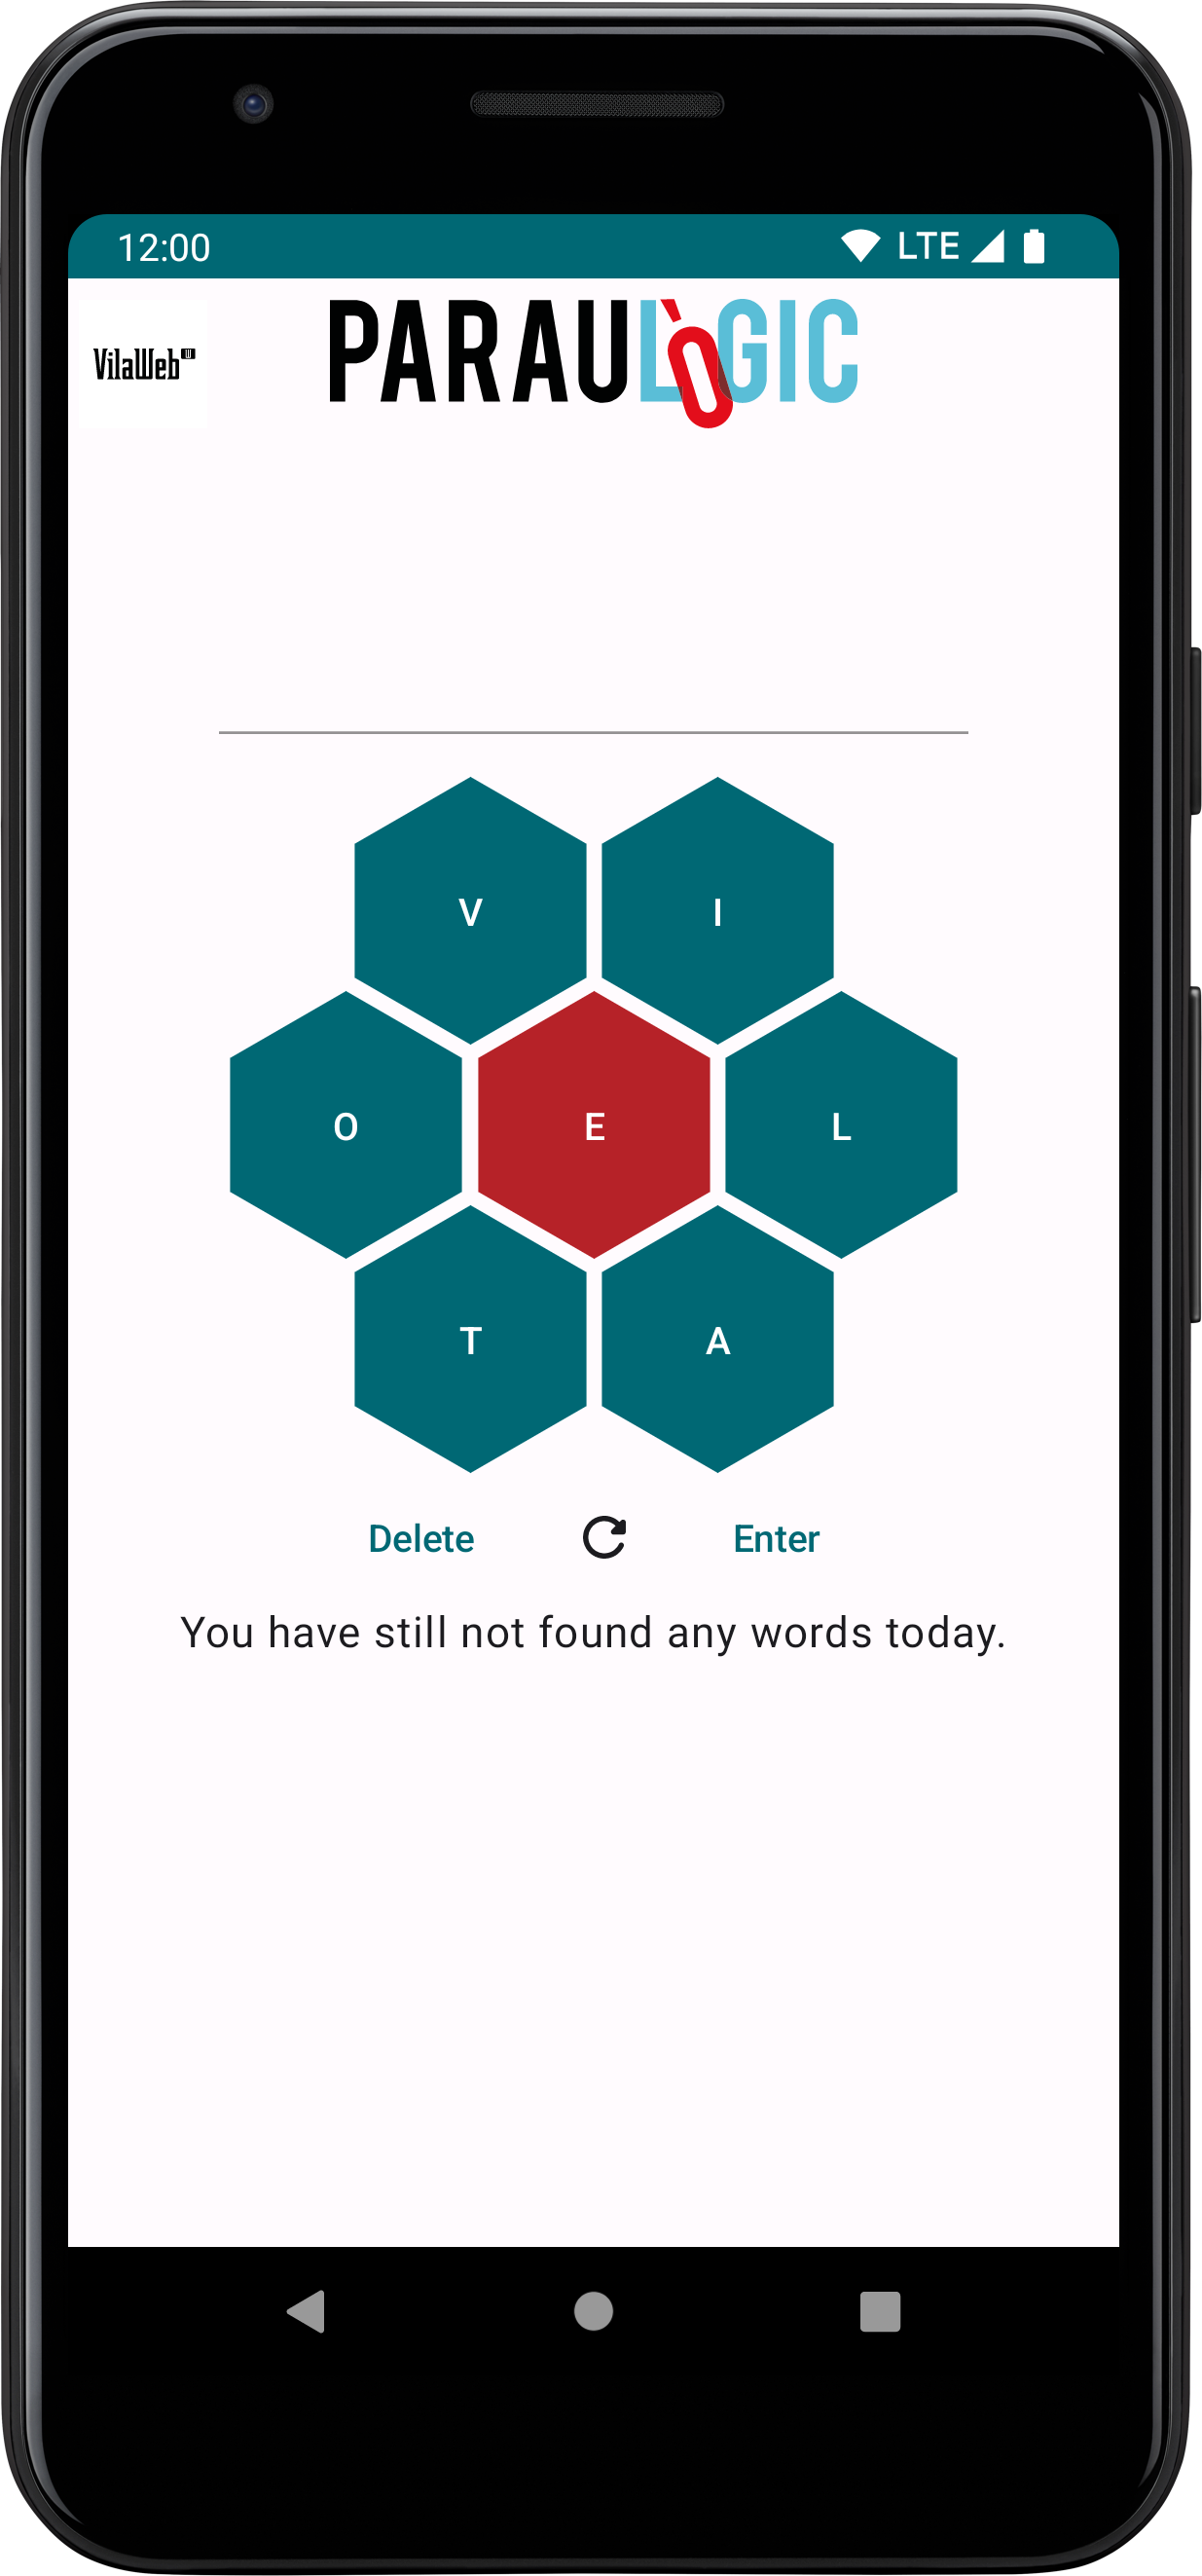 12:00 LTE
VilaWeb
PARAULÒGIC
V I
O E L
T A
Delete Enter
You have still not found any words today.